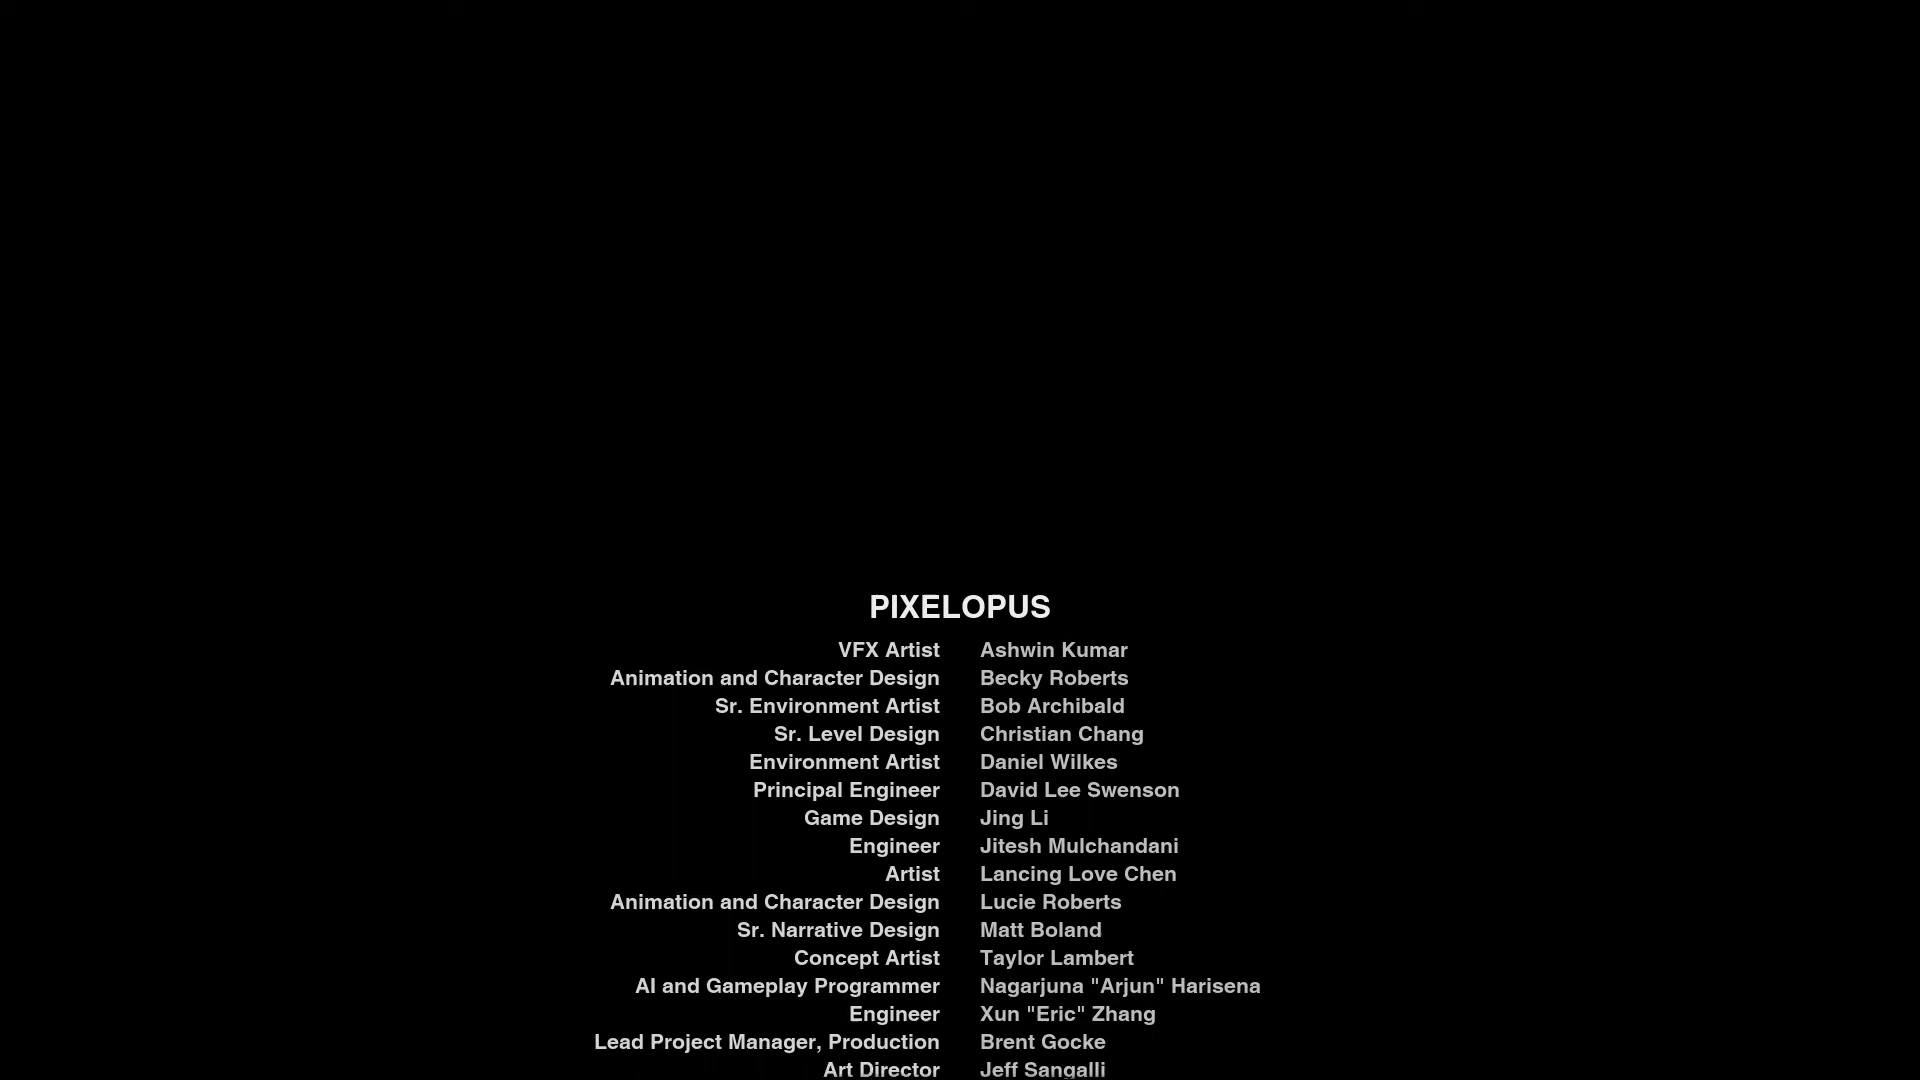 PIXELOPUS
VFX Artist Ashwin Kumar
Animation and Character Design Becky Roberts
Sr. Environment Artist Bob Archibald
Sr. Level Design Christian Chang
Environment Artist Daniel Wilkes
Principal Engineer David Lee Swenson
Game Design Jing Li
Engineer Jitesh Mulchandani
Artist Lancing Love Chen
Animation and Character Design Lucie Roberts
Sr. Narrative Design Matt Boland
Concept Artist Taylor Lambert
AI and Gameplay Programmer Nagarjuna "Arjun" Harisena
Engineer Xun "Eric" Zhang
Lead Project Manager, Production Brent Gocke
Art Director Jeff Sangalli